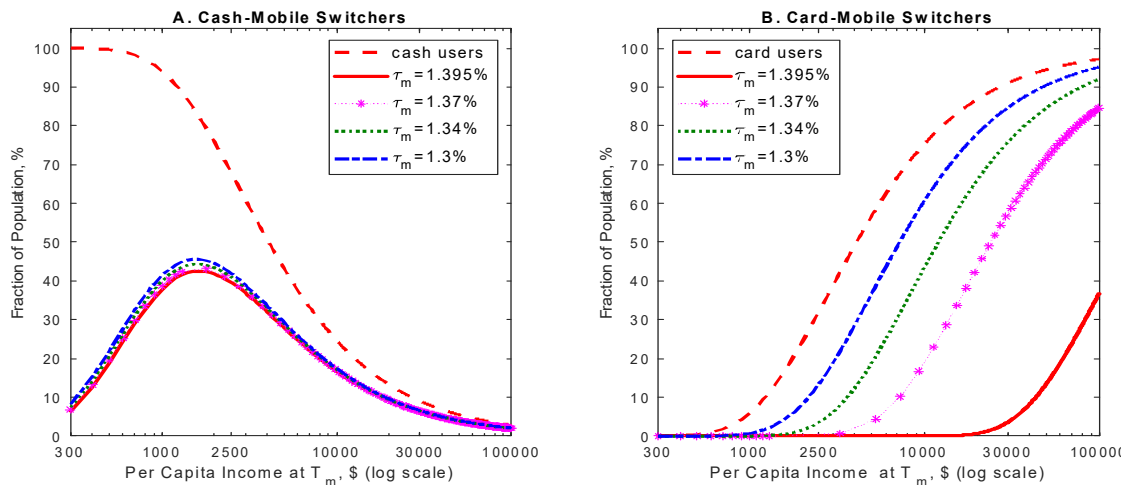 A. Cash-Mobile Switchers
100
90
80
70
60
50
40
30
20
10
0
Fraction of Population, %
cash users
τm=1.395%
τm=1.37%
τm=1.34%
τm=1.3%
300 1000 2500 10000 30000 100000
Per Capita Income at Tm, $ (log scale)
B. Card-Mobile Switchers
100
90
80
70
60
50
40
30
20
10
0
Fraction of Population, %
card users
τm=1.395%
τm=1.37%
τm=1.34%
τm=1.3%
300 1000 2500 10000 30000 100000
Per Capita Income at Tm, $ (log scale)